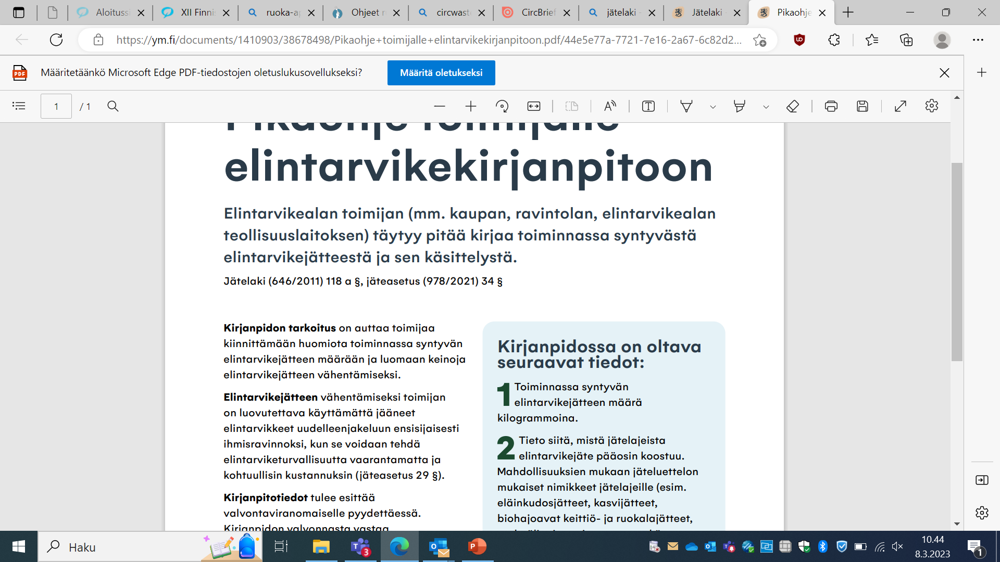 Aloitussi
XII Finnis
ruoka-ap
Ohjeet r
circwaste
CircBrief
jätelaki -
Jätelaki -
Pikaohje
https://ym.fi/documents/1410903/38678498/Pikaohje+toimijalle+elintarvikekirjanpitoon.pdf/44e5e77a-7721-7e16-2a67-6c82d2...
Määritetäänkö Microsoft Edge PDF-tiedostojen oletuslukusovellukseksi?
Määritä oletukseksi
1 / 1
Pikaohje toimijalle
elintarvikekirjanpitoon
Elintarvikealan toimijan (mm. kaupan, ravintolan, elintarvikealan
teollisuuslaitoksen) täytyy pitää kirjaa toiminnassa syntyvästä
elintarvikejätteestä ja sen käsittelystä.
Jätelaki (646/2011) 118 a §, jäteasetus (978/2021) 34 §
Kirjanpidon tarkoitus on auttaa toimijaa
kiinnittämään huomiota toiminnassa syntyvän
elintarvikejätteen määrään ja luomaan keinoja
elintarvikejätteen vähentämiseksi.
Elintarvikejätteen vähentämiseksi toimijan
on luovutettava käyttämättä jääneet
elintarvikkeet uudelleenjakeluun ensisijaisesti
ihmisravinnoksi, kun se voidaan tehdä
elintarviketurvallisuutta vaarantamatta ja
kohtuullisin kustannuksin (jäteasetus 29 §).
Kirjanpitotiedot tulee esittää
valvontaviranomaiselle pyydettäessä.
Kirjanpidon valvonnasta vastaa
Kirjanpidossa on oltava
seuraavat tiedot:
1 Toiminnassa syntyvän
elintarvikejätteen määrä
kilogrammoina.
2 Tieto siitä, mistä jätelajeista
elintarvikejäte pääosin koostuu.
Mahdollisuuksien mukaan jäteluettelon
mukaiset nimikkeet jätelajeille (esim.
eläinkudosjätteet, kasvijätteet,
biohajoavat keittiö- ja ruokalajätteet,
Haku
3
10.44
8.3.2023
1